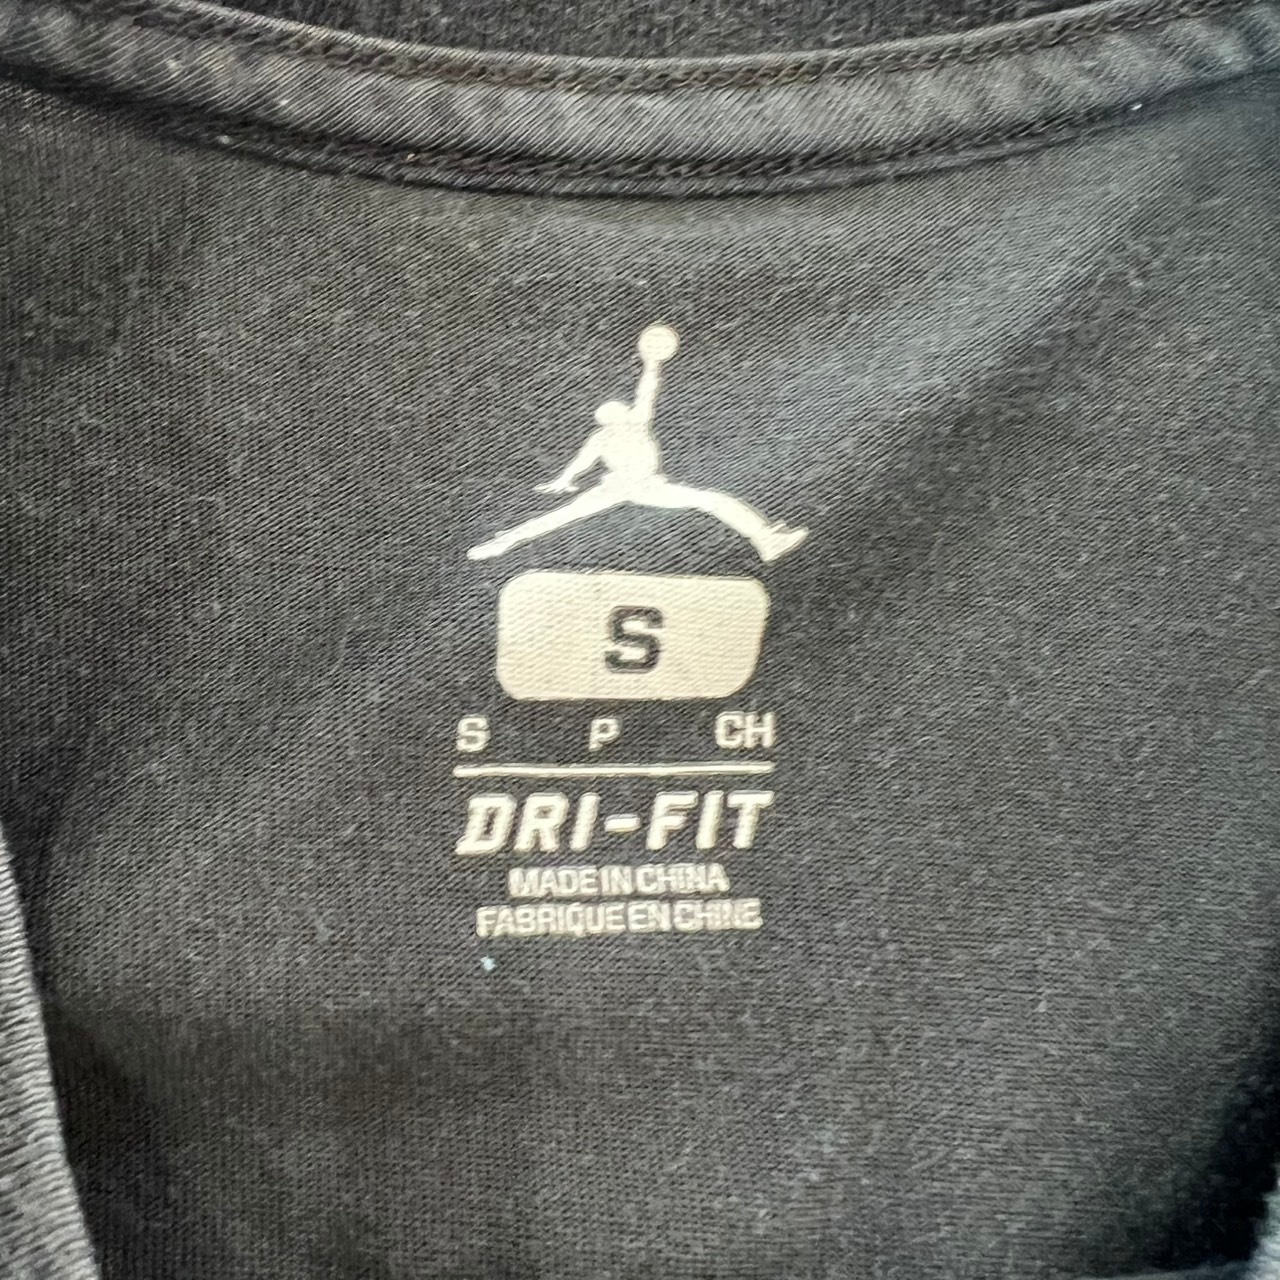 S
S P CH
DRI-FIT
MADE IN CHINA
FABRIQUE EN CHINE